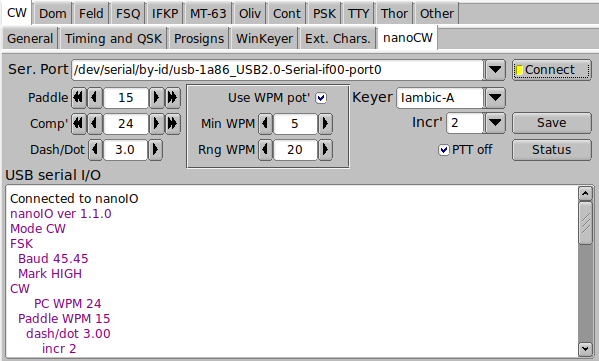 CW Dom Feld FSQ IFKP MT-63 Oliv Cont PSK TTY Thor Other
General Timing and QSK Prosigns WinKeyer Ext. Chars. nanoCW
Ser. Port /dev/serial/by-id/usb-1a86_USB2.0-Serial-if00-port0 Connect
Paddle 15 Use WPM pot' Keyer Iambic-A
Comp' 24 Min WPM 5 Incr' 2 Save
Dash/Dot 3.0 Rng WPM 20 PTT off Status
USB serial I/O
Connected to nanoIO
nanoIO ver 1.1.0
Mode CW
FSK
Baud 45.45
Mark HIGH
CW
PC WPM 24
Paddle WPM 15
dash/dot 3.00
incr 2